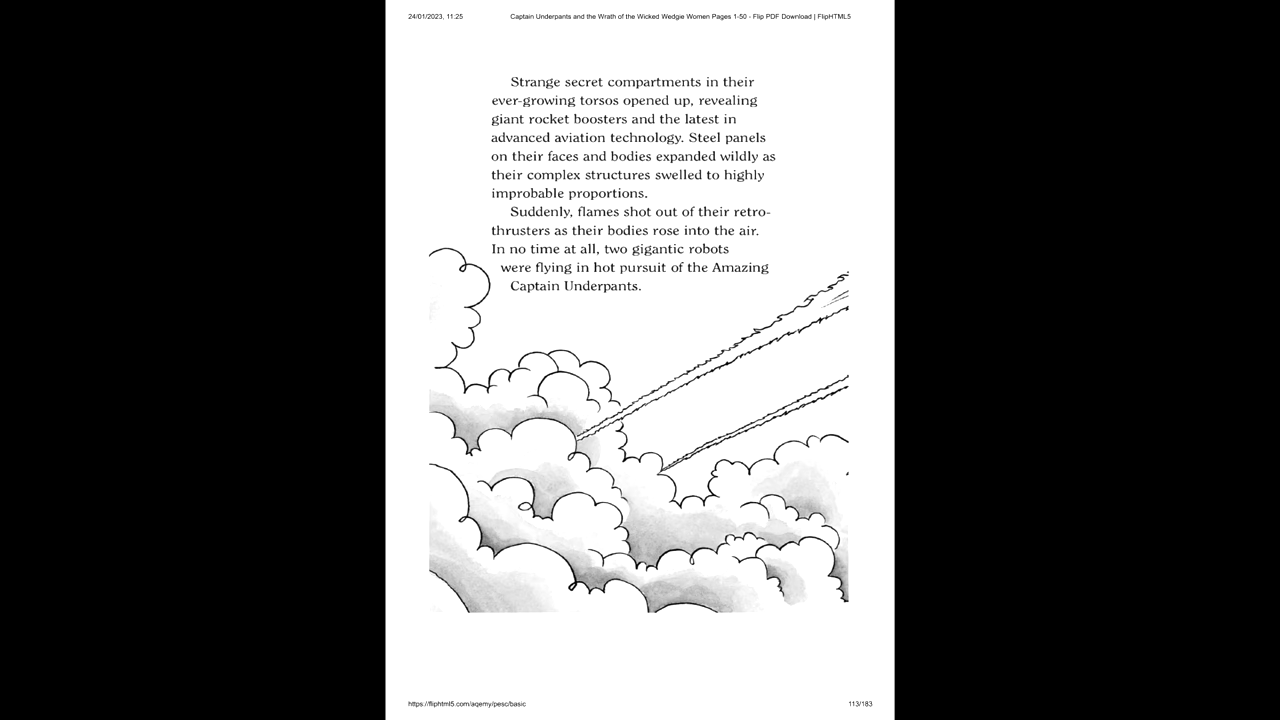 24/01/2023, 11:25 Captain Underpants and the Wrath of the Wicked Wedgie Women Pages 1-50 - Flip PDF Download | FlipHTML5
Strange secret compartments in their
ever-growing torsos opened up, revealing
giant rocket boosters and the latest in
advanced aviation technology. Steel panels
on their faces and bodies expanded wildly as
their complex structures swelled to highly
improbable proportions.
Suddenly, flames shot out of their retro-
thrusters as their bodies rose into the air.
In no time at all, two gigantic robots
were flying in hot pursuit of the Amazing
Captain Underpants.
https://fliphtml5.com/aqemy/pesc/basic 113/183